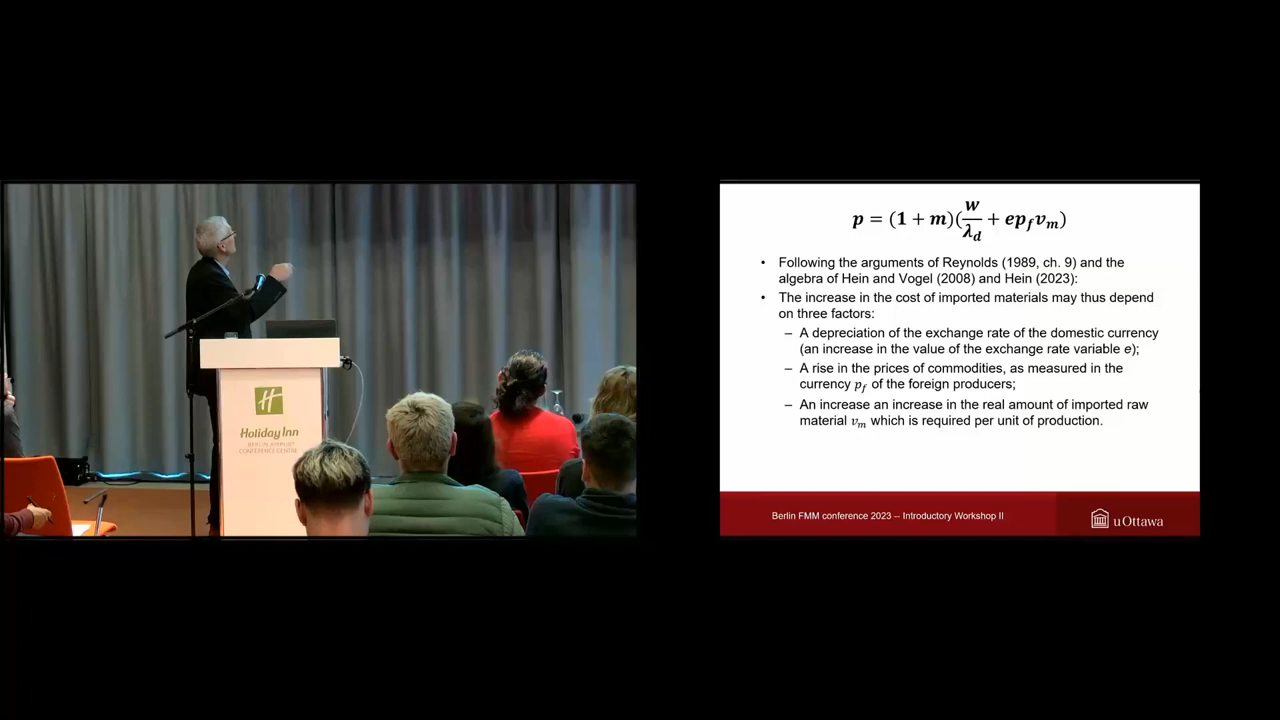 H
Holiday Inn
BERLIN AIRPORT
CONFERENCE CENTRE
p = (1 + m)(w/λd + epfvm)
• Following the arguments of Reynolds (1989, ch. 9) and the
algebra of Hein and Vogel (2008) and Hein (2023):
• The increase in the cost of imported materials may thus depend
on three factors:
– A depreciation of the exchange rate of the domestic currency
(an increase in the value of the exchange rate variable e);
– A rise in the prices of commodities, as measured in the
currency pf of the foreign producers;
– An increase an increase in the real amount of imported raw
material vm which is required per unit of production.
Berlin FMM conference 2023 -- Introductory Workshop II
uOttawa